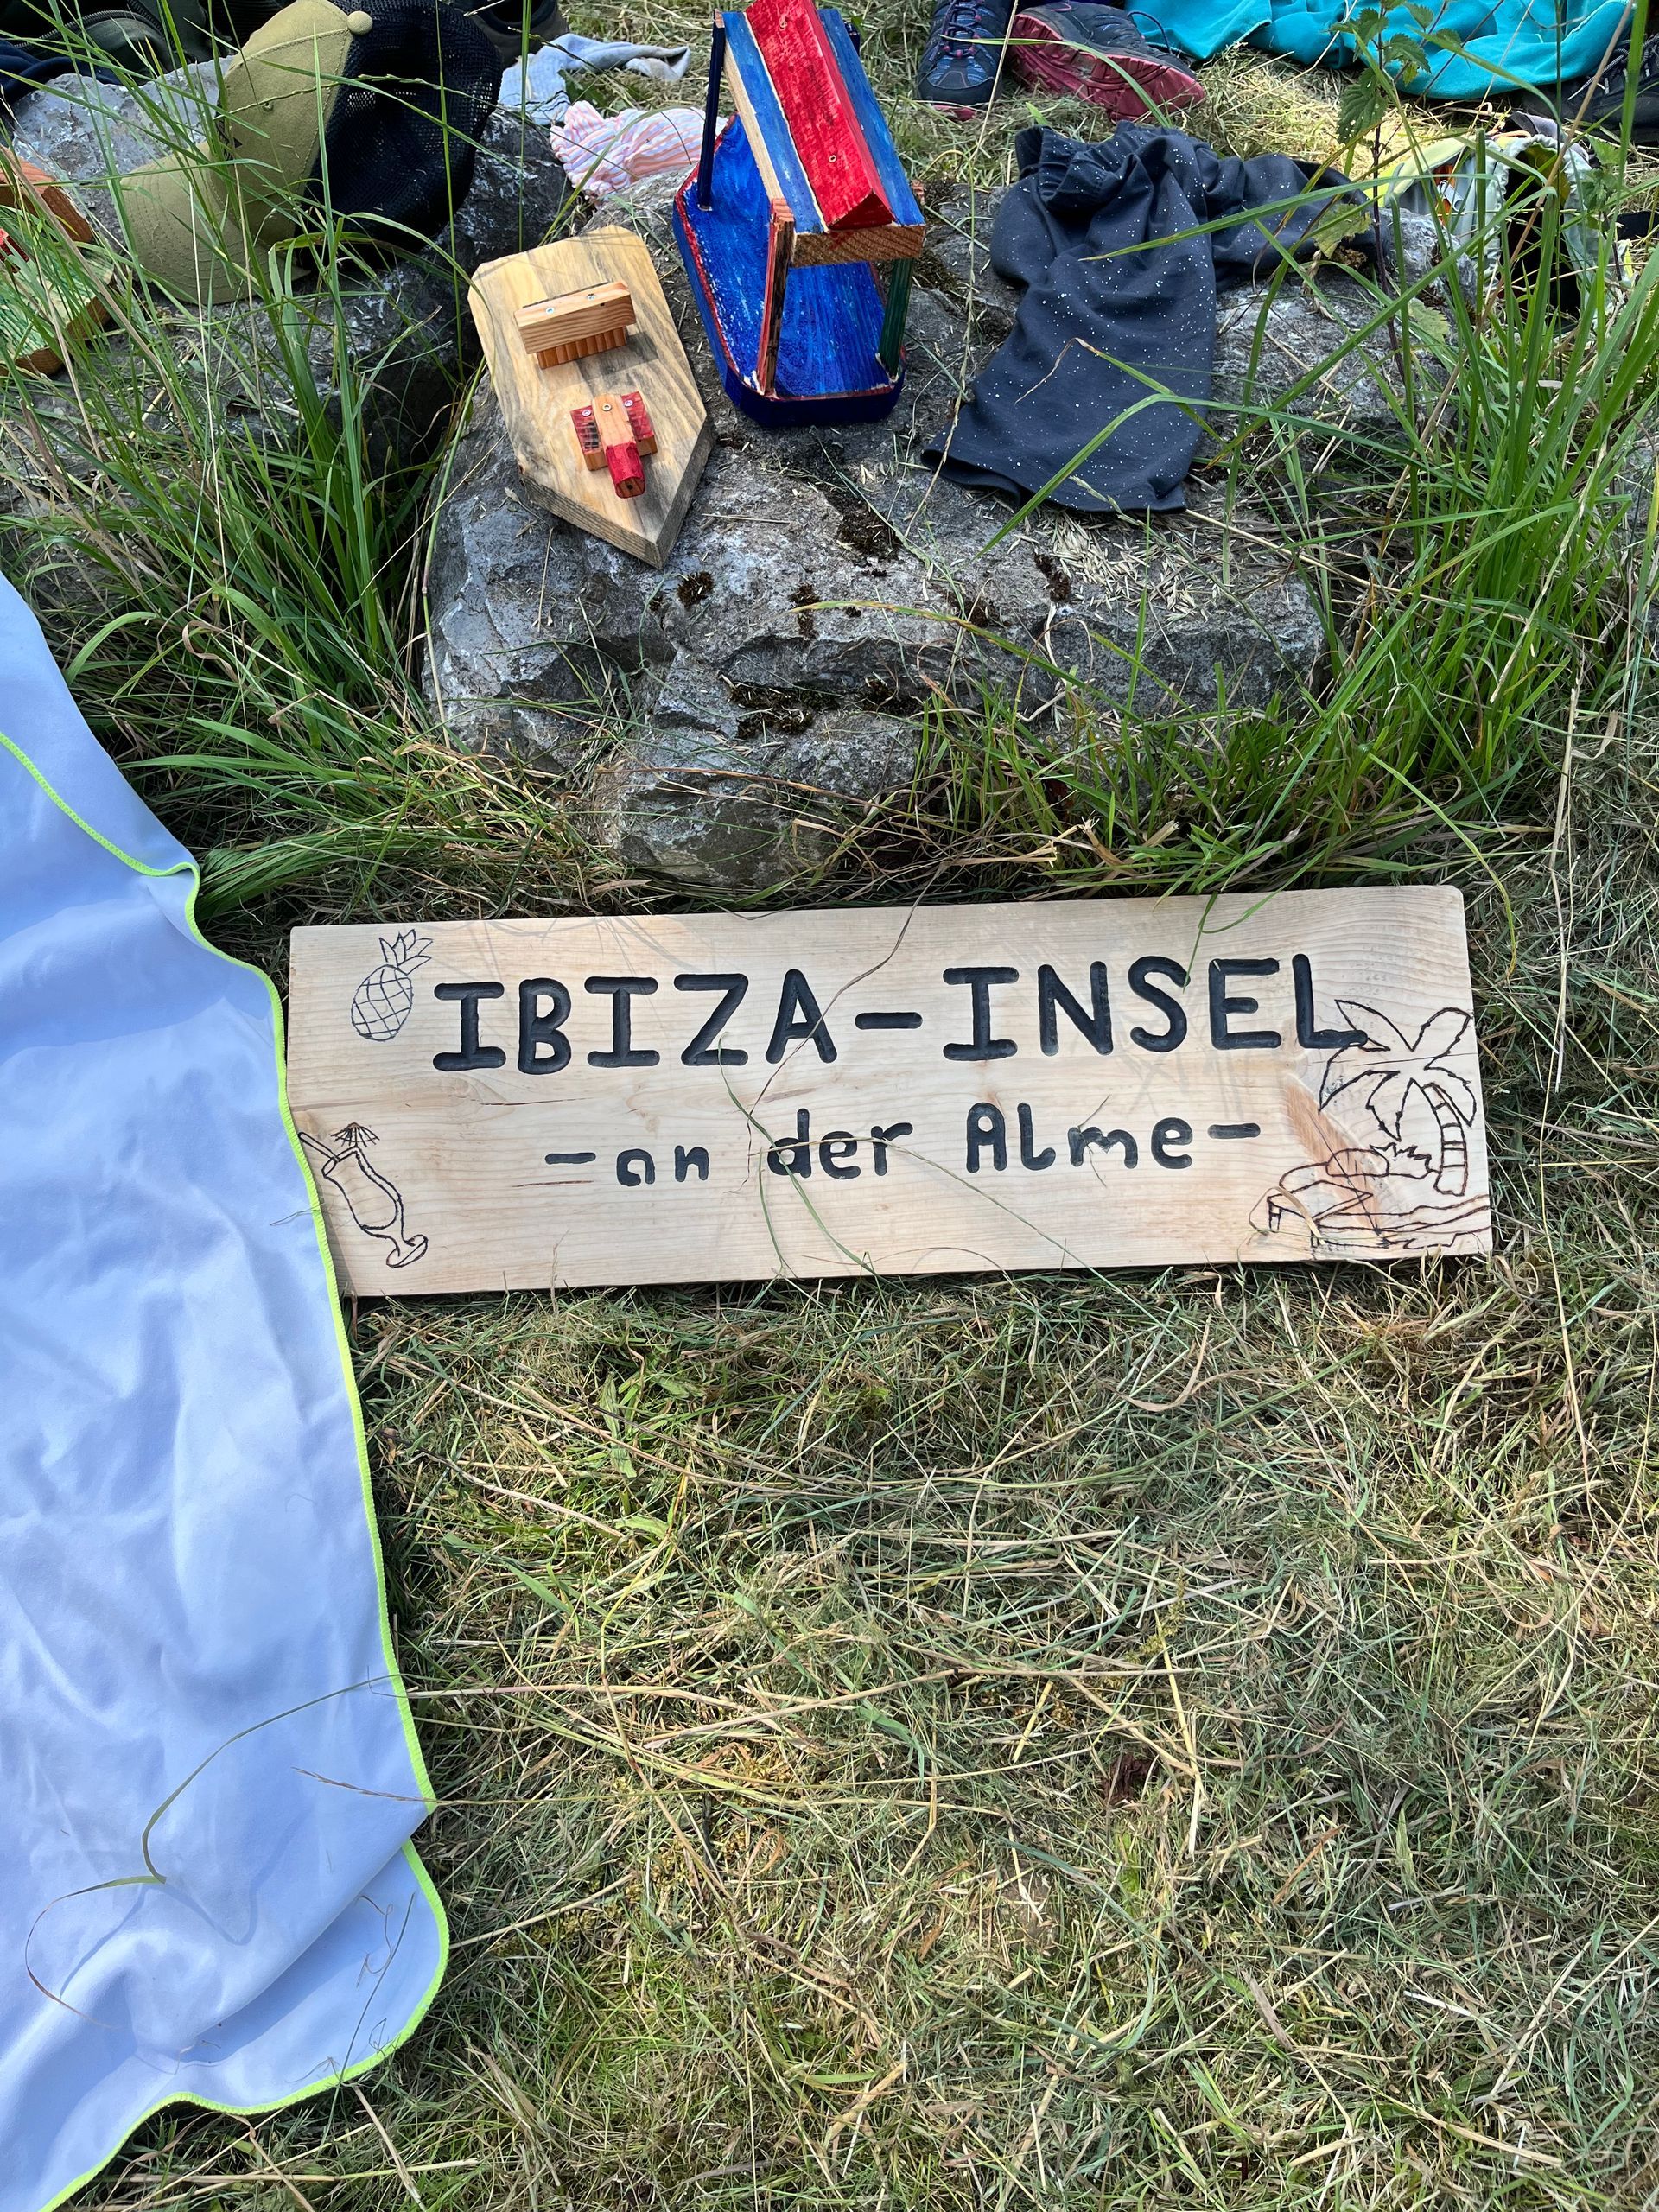 IBIZA-INSEL
-an der Alme-